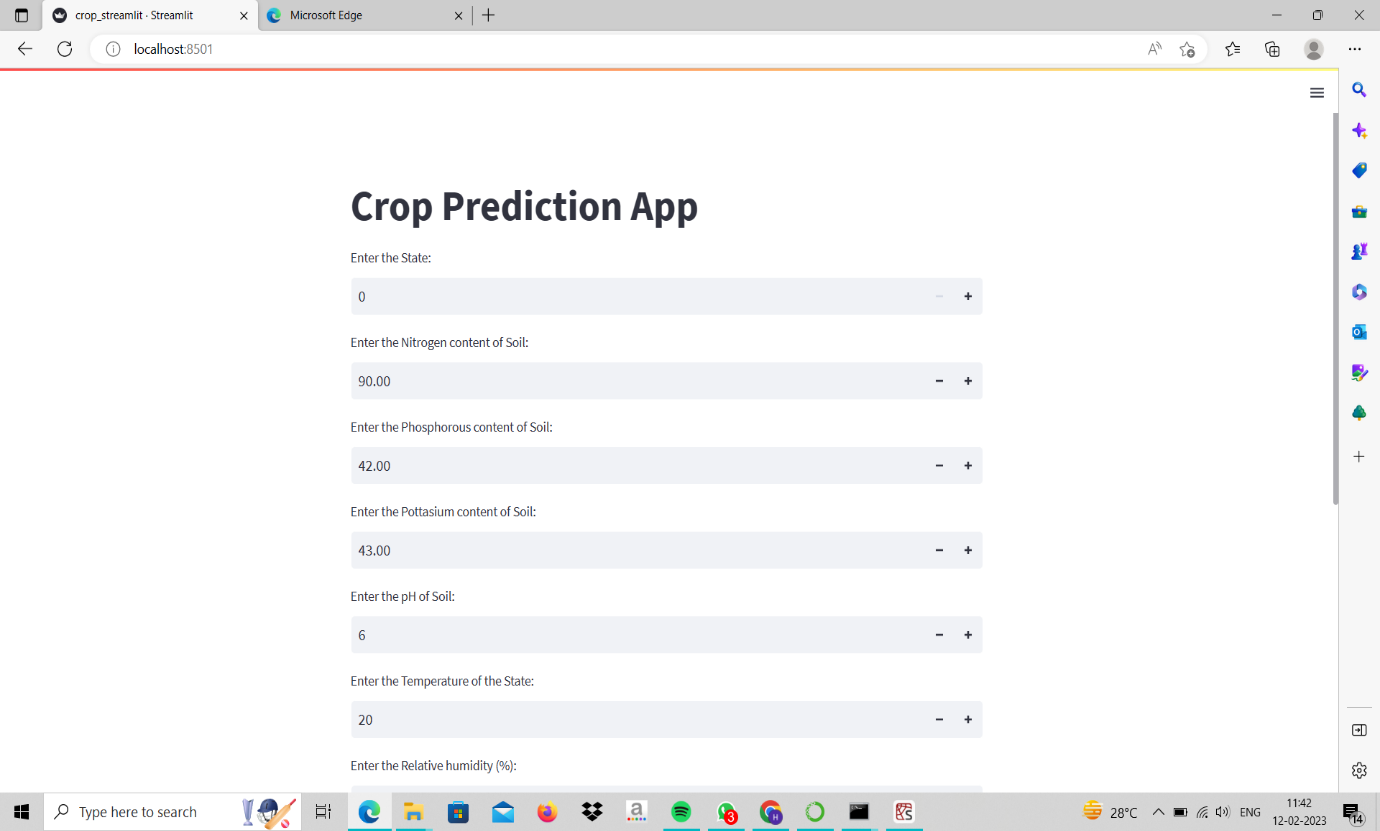 crop_streamlit · Streamlit
Microsoft Edge
localhost:8501
Crop Prediction App
Enter the State:
0
Enter the Nitrogen content of Soil:
90.00
Enter the Phosphorous content of Soil:
42.00
Enter the Pottasium content of Soil:
43.00
Enter the pH of Soil:
6
Enter the Temperature of the State:
20
Enter the Relative humidity (%):
Type here to search
3
H
28°C
ENG
11:42
12-02-2023
14